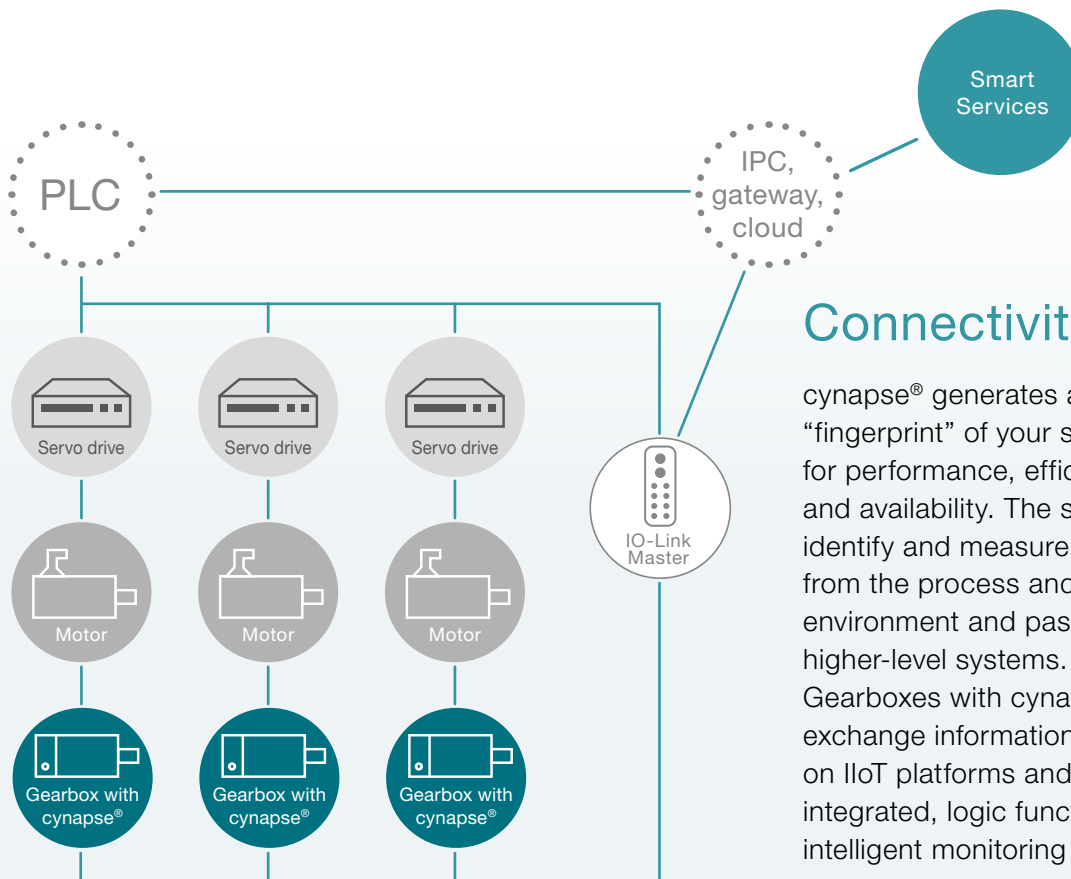 Smart
Services
PLC
IPC,
gateway,
cloud
Servo drive
Servo drive
Servo drive
IO-Link
Master
Motor
Motor
Motor
Gearbox with
cynapse®
Gearbox with
cynapse®
Gearbox with
cynapse®
Connectivit
cynapse® generates a
“fingerprint” of your s
for performance, effic
and availability. The s
identify and measure
from the process and
environment and pas
higher-level systems.
Gearboxes with cyna
exchange information
on IIoT platforms and
integrated, logic func
intelligent monitoring